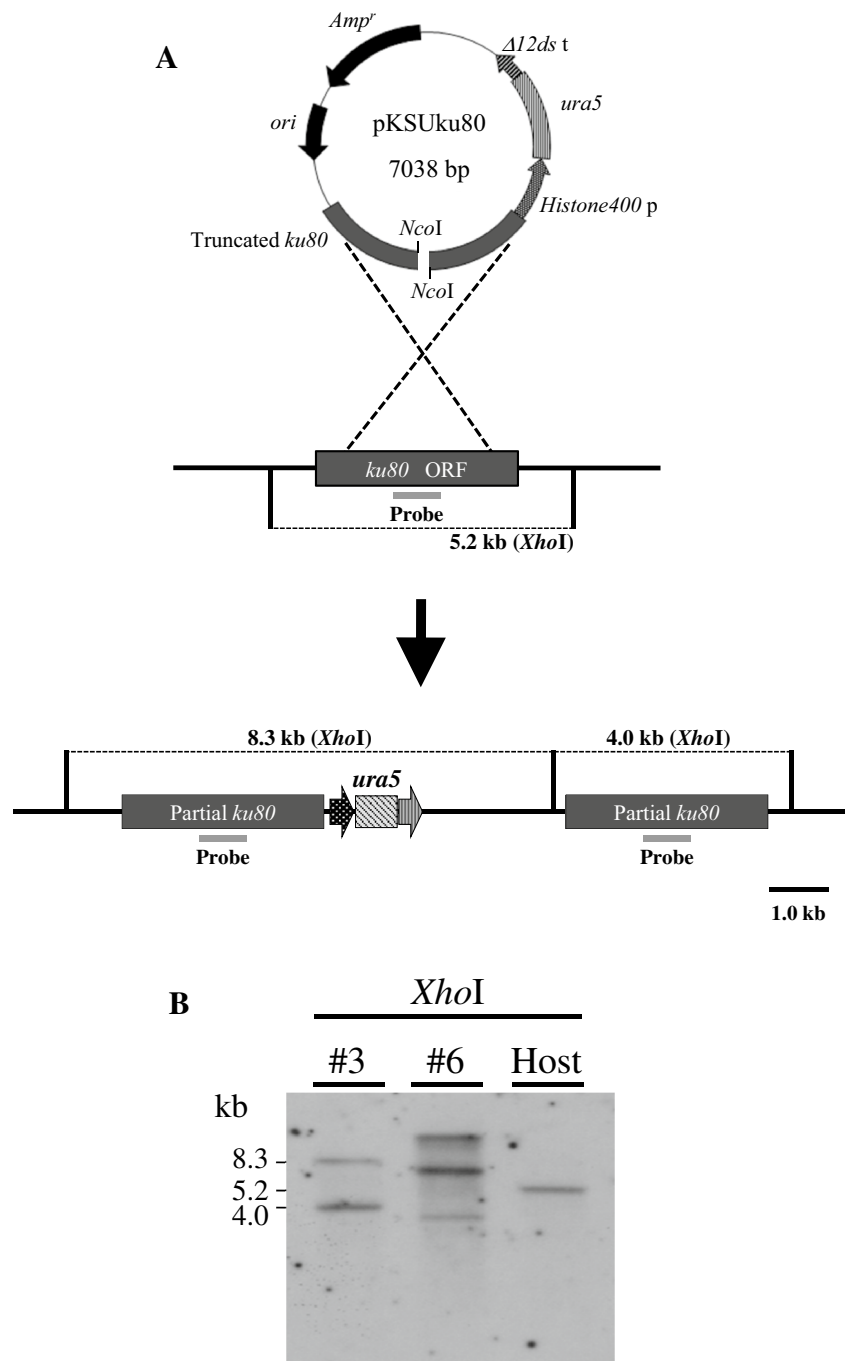 A
Ampʳ
Δ12ds t
ori
ura5
pKSUku80
7038 bp
Histone400 p
Truncated ku80
NcoI
NcoI
ku80 ORF
Probe
5.2 kb (XhoI)
8.3 kb (XhoI)
4.0 kb (XhoI)
ura5
Partial ku80
Partial ku80
Probe
Probe
1.0 kb
B
XhoI
#3 #6 Host
kb
8.3
5.2
4.0